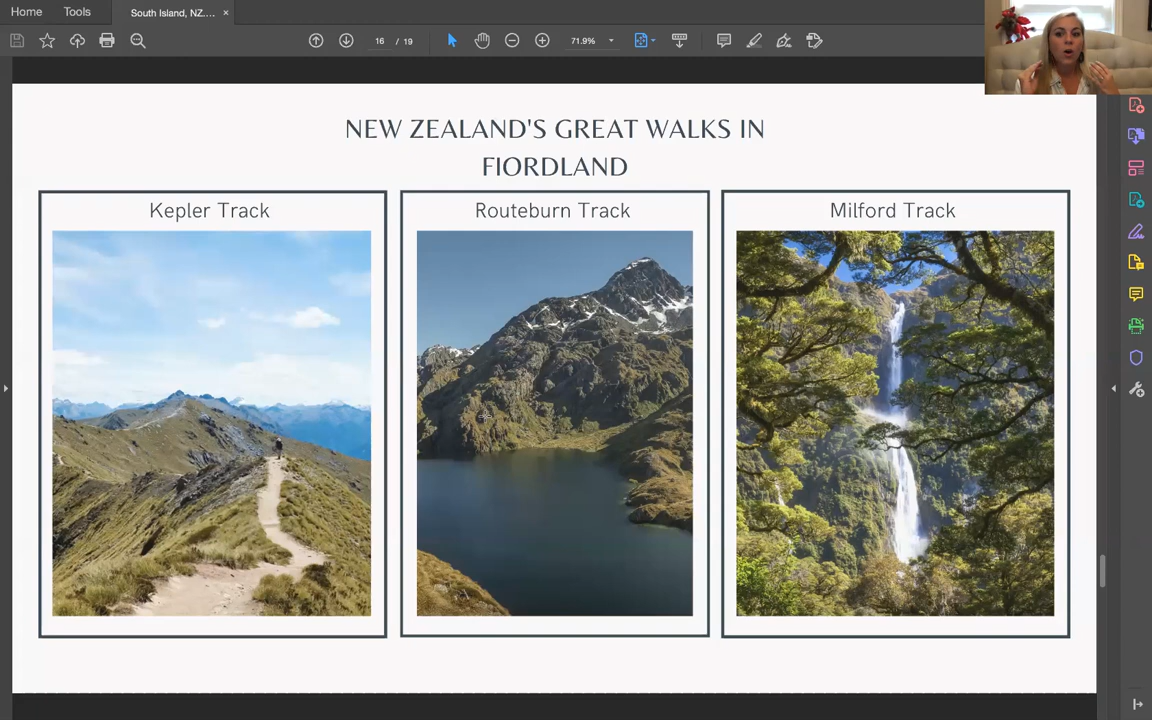 Home
Tools
South Island, NZ....
16 / 19
71.9%
NEW ZEALAND'S GREAT WALKS IN
FIORDLAND
Kepler Track
Routeburn Track
Milford Track